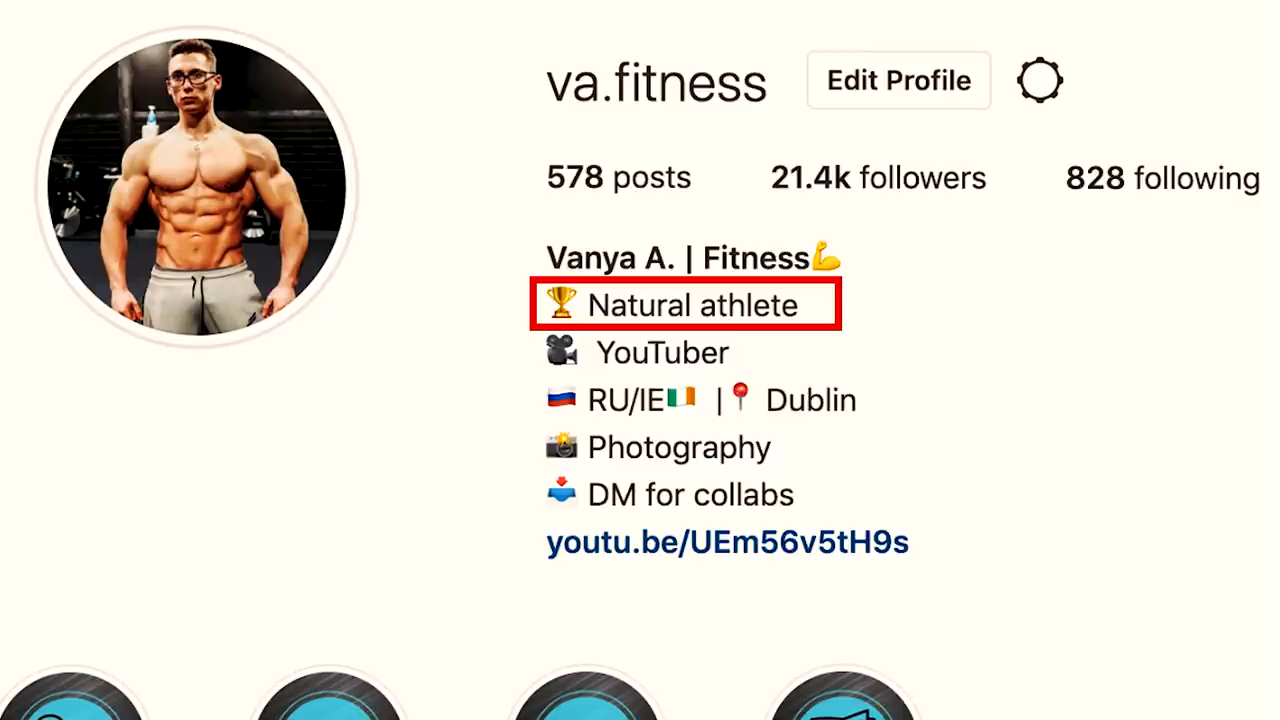 va.fitness Edit Profile
578 posts 21.4k followers 828 following
Vanya A. | Fitness💪
🏆 Natural athlete
🎥 YouTuber
🇷🇺 RU/IE🇮🇪 |📍 Dublin
📸 Photography
📥 DM for collabs
youtu.be/UEm56v5tH9s